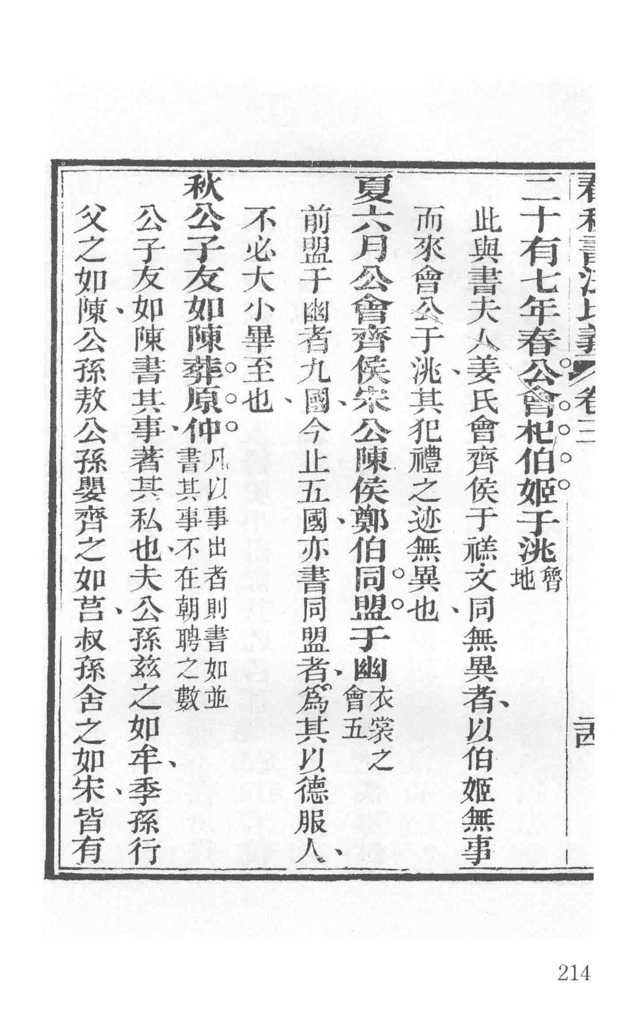 春秋書法比義 卷三 茜
二十有七年春公會杞伯姬于洮魯地
此與書夫人姜氏會齊侯于禚文同無異者以伯姬無事
而來會公于洮其犯禮之迹無異也
夏六月公會齊侯宋公陳侯鄭伯同盟于幽衣裳之會五
前盟于幽者九國今止五國亦書同盟者爲其以德服人
不必大小畢至也
秋公子友如陳葬原仲凡以事出者則書如並書其事不在朝聘之數
公子友如陳書其事著其私也夫公孫兹之如牟季孫行
父之如陳公孫敖公孫嬰齊之如莒叔孫舍之如宋皆有
214